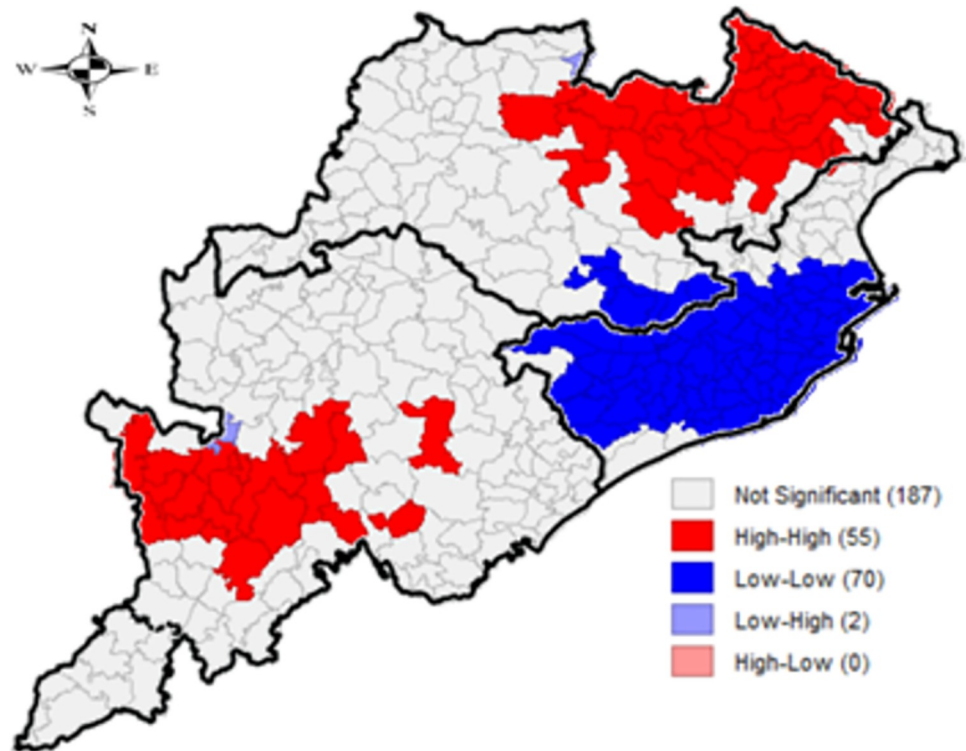 N
W E
S
Not Significant (187)
High-High (55)
Low-Low (70)
Low-High (2)
High-Low (0)